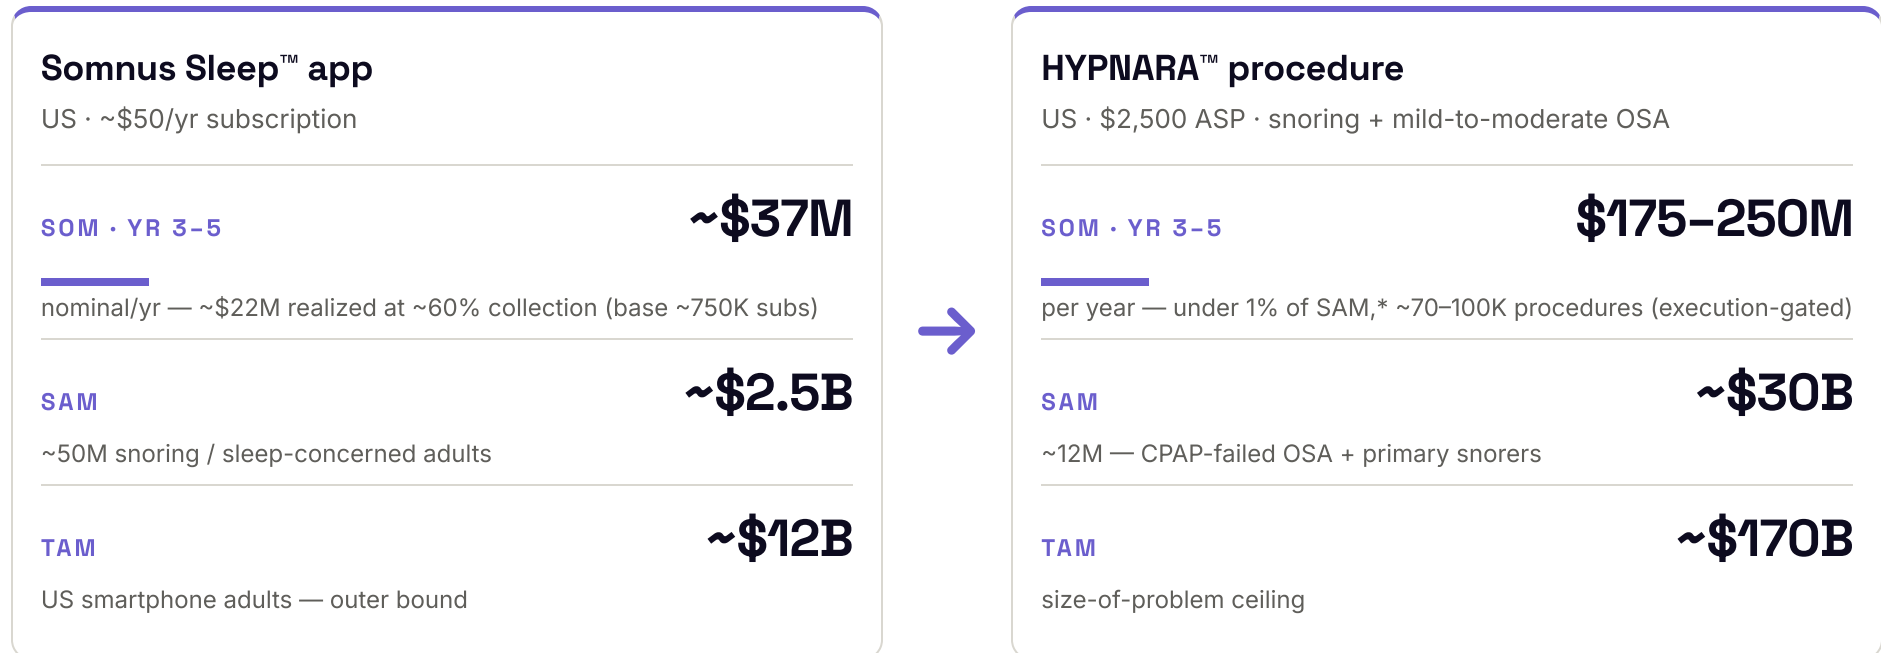 Somnus Sleep™ app
US · ~$50/yr subscription
SOM · YR 3–5
~$37M
nominal/yr — ~$22M realized at ~60% collection (base ~750K subs)
SAM
~$2.5B
~50M snoring / sleep-concerned adults
TAM
~$12B
US smartphone adults — outer bound
→
HYPNARA™ procedure
US · $2,500 ASP · snoring + mild-to-moderate OSA
SOM · YR 3–5
$175–250M
per year — under 1% of SAM,* ~70–100K procedures (execution-gated)
SAM
~$30B
~12M — CPAP-failed OSA + primary snorers
TAM
~$170B
size-of-problem ceiling